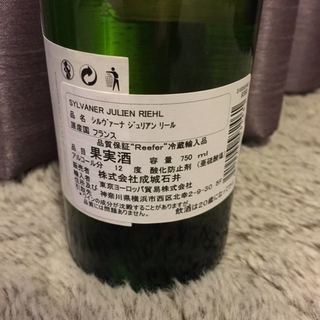 SYLVANER JULIEN RIEHL
品 名 シルヴァーナ ジュリアン リール
原産国 フランス
品質保証"Reefer"冷蔵輸入品
品目 果実酒 容量 750 ml
アルコール分 12 度 酸化防止剤 (亜硫酸塩
株式会社成城石井
東京ヨーロッパ貿易株式会社
神奈川県横浜市西区北幸2-9-30
飲酒は20歳に